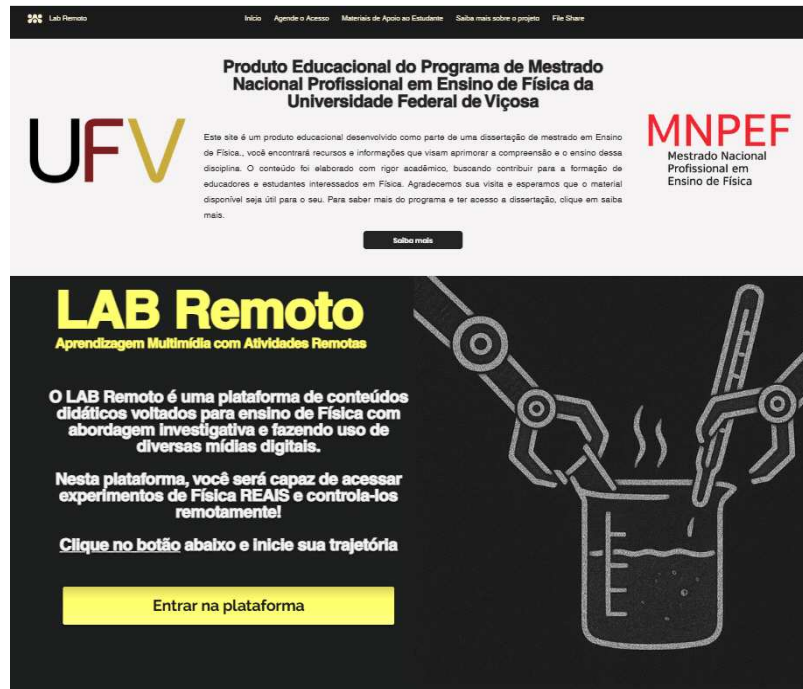 Lab Remoto
Início Agende o Acesso Materiais de Apoio ao Estudante Saiba mais sobre o projeto File Share
Produto Educacional do Programa de Mestrado
Nacional Profissional em Ensino de Física da
Universidade Federal de Viçosa
UFV
Este site é um produto educacional desenvolvido como parte de uma dissertação de mestrado em Ensino
de Física., você encontrará recursos e informações que visam aprimorar a compreensão e o ensino dessa
disciplina. O conteúdo foi elaborado com rigor acadêmico, buscando contribuir para a formação de
educadores e estudantes interessados em Física. Agradecemos sua visita e esperamos que o material
disponível seja útil para o seu. Para saber mais do programa e ter acesso a dissertação, clique em saiba
mais.
MNPEF
Mestrado Nacional
Profissional em
Ensino de Física
Saiba mais
LAB Remoto
Aprendizagem Multimídia com Atividades Remotas
O LAB Remoto é uma plataforma de conteúdos
didáticos voltados para ensino de Física com
abordagem investigativa e fazendo uso de
diversas mídias digitais.
Nesta plataforma, você será capaz de acessar
experimentos de Física REAIS e controla-los
remotamente!
Clique no botão abaixo e inicie sua trajetória
Entrar na plataforma